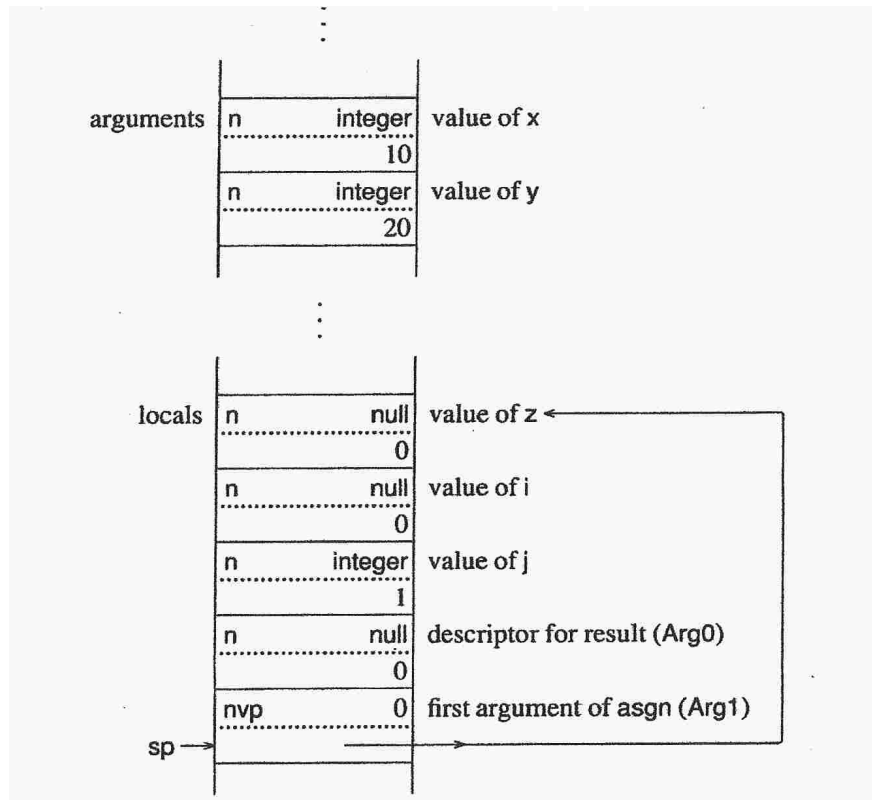 arguments n integer value of x
10
n integer value of y
20
locals n null value of z
0
n null value of i
0
n integer value of j
1
n null descriptor for result (Arg0)
0
nvp 0 first argument of asgn (Arg1)
sp